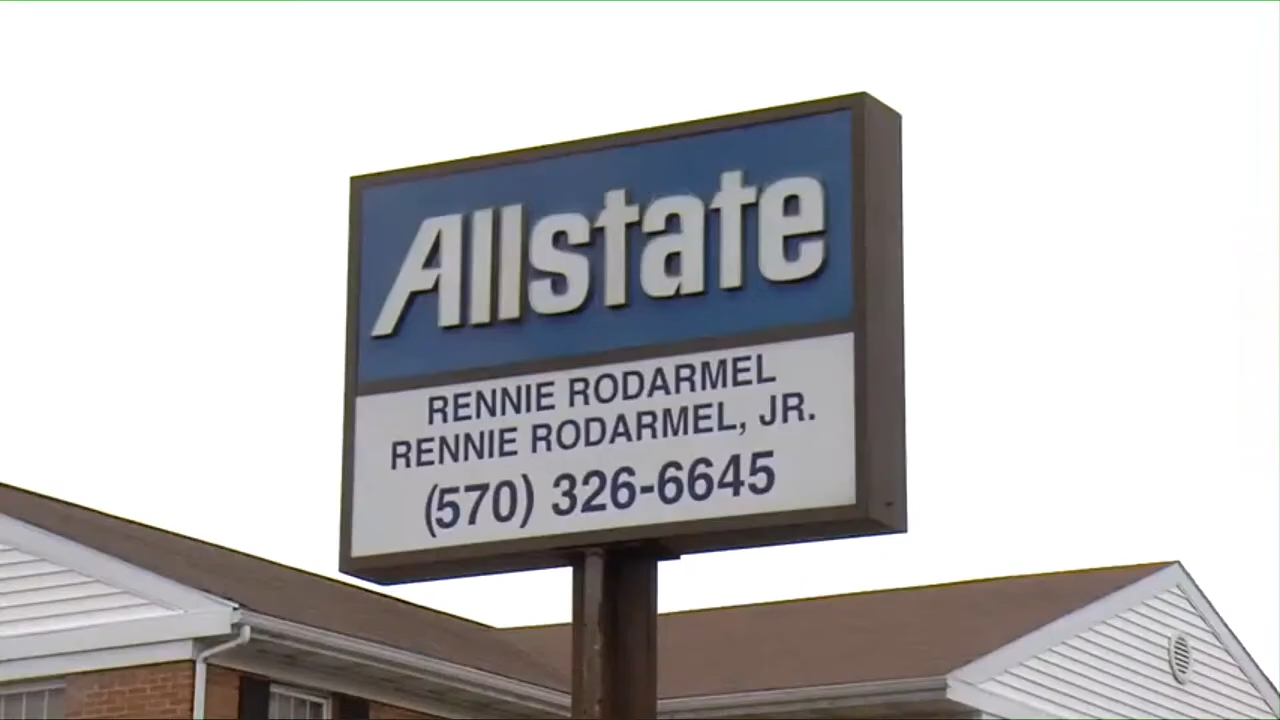 Allstate
RENNIE RODARMEL
RENNIE RODARMEL, JR.
(570) 326-6645